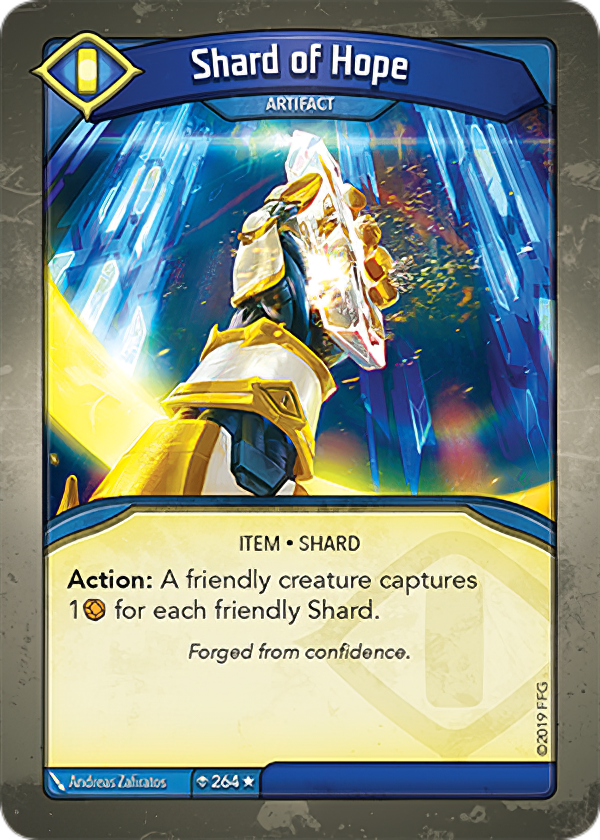 Shard of Hope
ARTIFACT
ITEM • SHARD
Action: A friendly creature captures
1 for each friendly Shard.
Forged from confidence.
©2019 FFG
Andreas Zafiratos
264